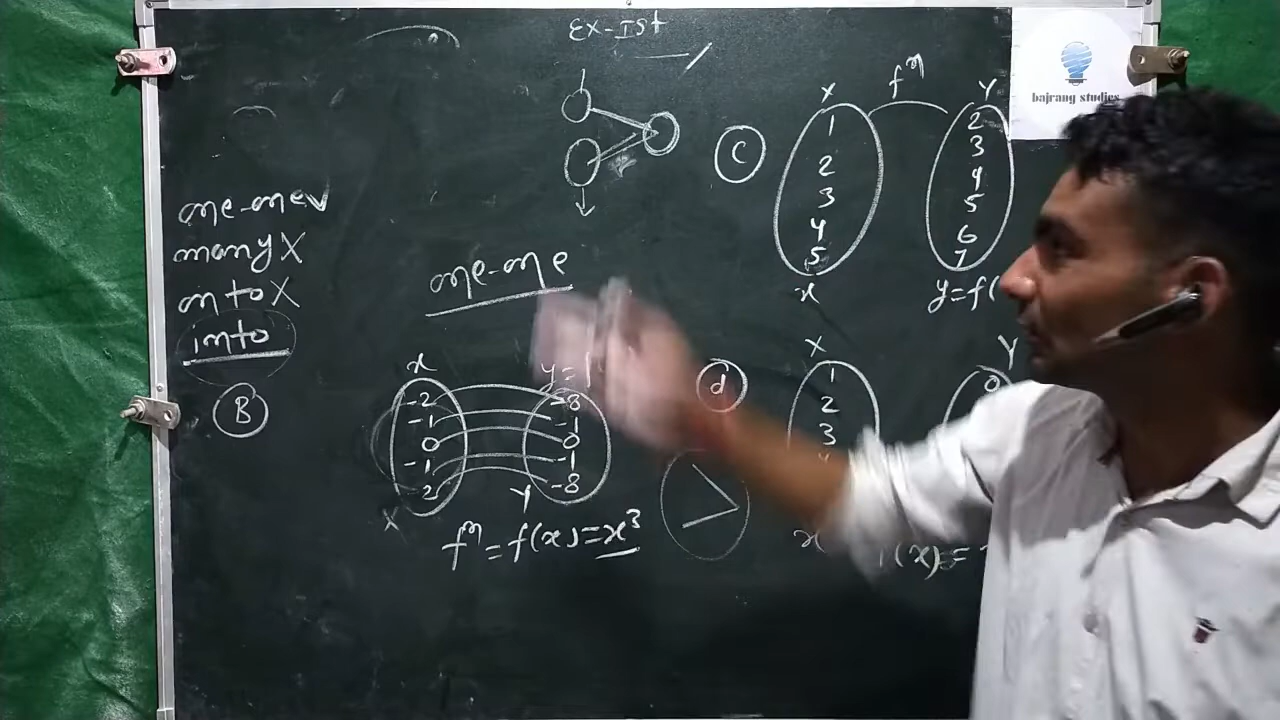 EX-Ist
bajrang studies
one-one✓
many X
onto X
into
B
one-one
x
-2
-1
0
-1
-2
X
-8
-1
0
-1
-8
Y
fⁿ = f(x) = x³
C
X
fⁿ
Y
1
2
3
4
5
x
2
3
4
5
6
7
y=f(
d
X
1
2
3
x
Y
0
(x)=